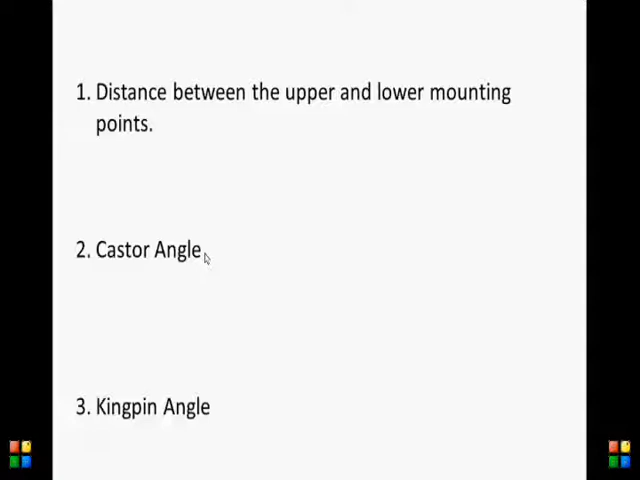 1. Distance between the upper and lower mounting
points.
2. Castor Angle
3. Kingpin Angle